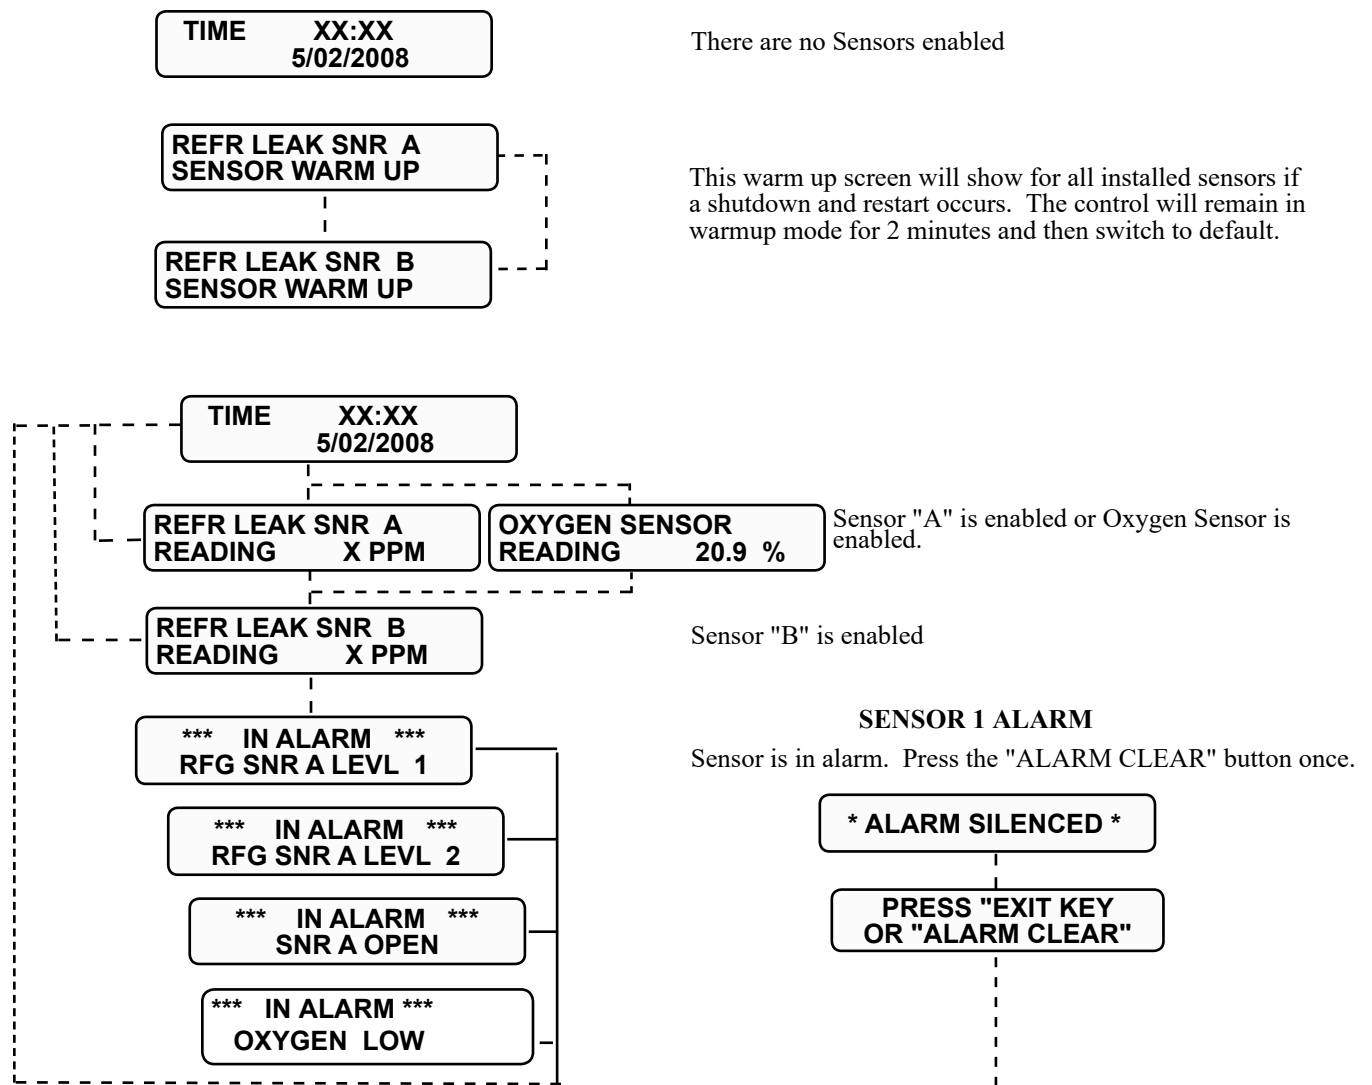 TIME XX:XX
5/02/2008
There are no Sensors enabled
REFR LEAK SNR A
SENSOR WARM UP
This warm up screen will show for all installed sensors if
a shutdown and restart occurs. The control will remain in
warmup mode for 2 minutes and then switch to default.
REFR LEAK SNR B
SENSOR WARM UP
TIME XX:XX
5/02/2008
REFR LEAK SNR A
READING X PPM
OXYGEN SENSOR
READING 20.9 %
Sensor "A" is enabled or Oxygen Sensor is
enabled.
REFR LEAK SNR B
READING X PPM
Sensor "B" is enabled
*** IN ALARM ***
RFG SNR A LEVL 1
*** IN ALARM ***
RFG SNR A LEVL 2
*** IN ALARM ***
SNR A OPEN
*** IN ALARM ***
OXYGEN LOW
SENSOR 1 ALARM
Sensor is in alarm. Press the "ALARM CLEAR" button once.
* ALARM SILENCED *
PRESS "EXIT KEY
OR "ALARM CLEAR"